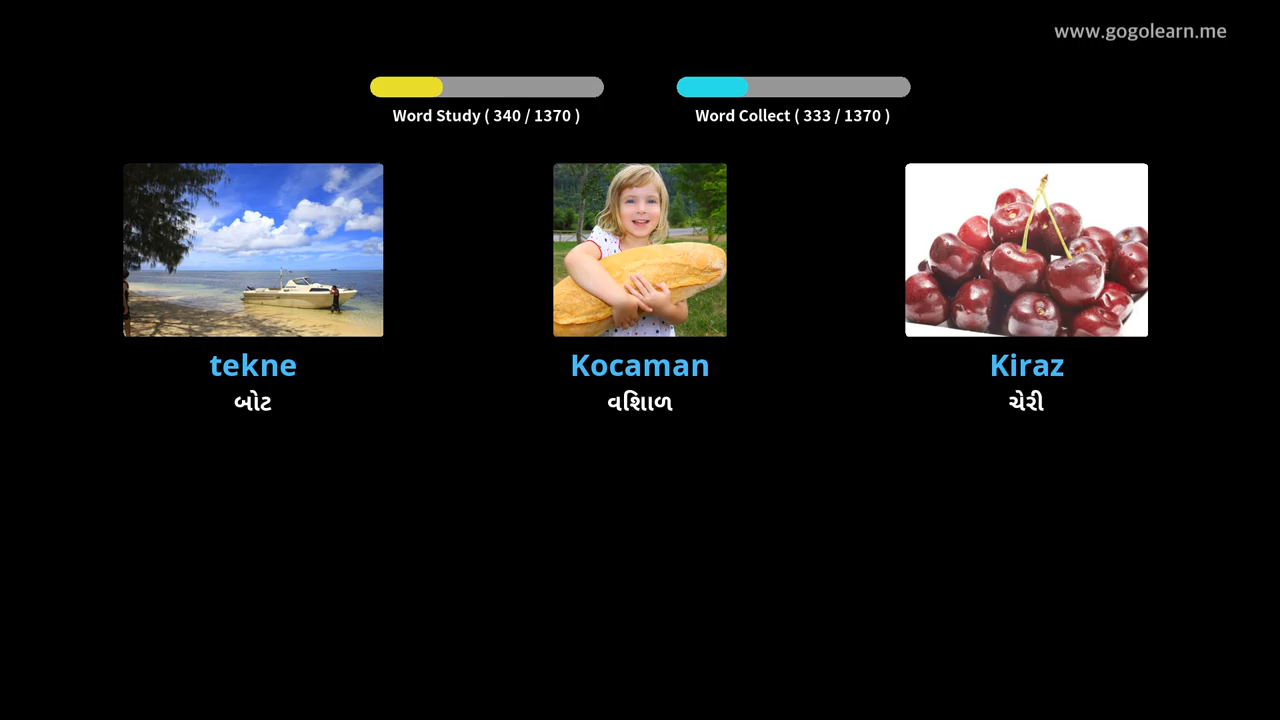 www.gogolearn.me
Word Study ( 340 / 1370 )
Word Collect ( 333 / 1370 )
tekne
Kocaman
Kiraz
બોટ
વિશાળ
ચેરી